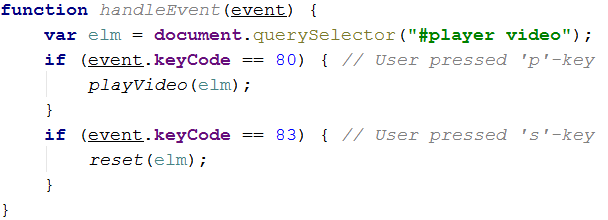 function handleEvent(event) {
    var elm = document.querySelector("#player video");
    if (event.keyCode == 80) { // User pressed 'p'-key
        playVideo(elm);
    }
    if (event.keyCode == 83) { // User pressed 's'-key
        reset(elm);
    }
}